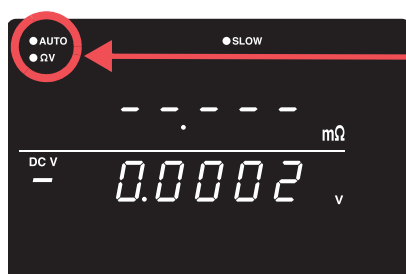 AUTO SLOW
ΩV
- -.- - - mΩ
DC V
- 0.0002 V